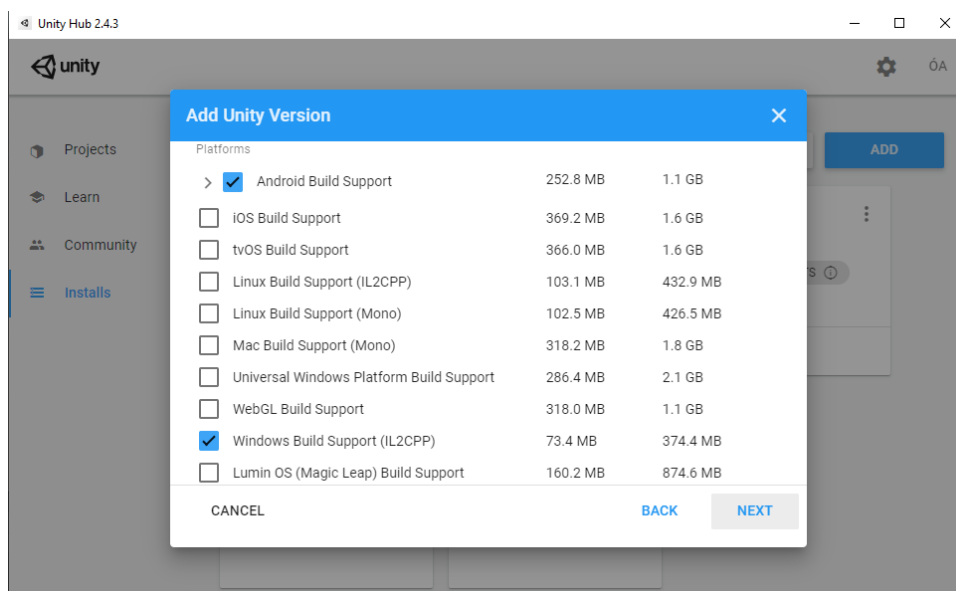 Unity Hub 2.4.3
unity
ÓA
Add Unity Version
ADD
Projects
Learn
Community
Installs
Platforms
Android Build Support 252.8 MB 1.1 GB
iOS Build Support 369.2 MB 1.6 GB
tvOS Build Support 366.0 MB 1.6 GB
Linux Build Support (IL2CPP) 103.1 MB 432.9 MB
Linux Build Support (Mono) 102.5 MB 426.5 MB
Mac Build Support (Mono) 318.2 MB 1.8 GB
Universal Windows Platform Build Support 286.4 MB 2.1 GB
WebGL Build Support 318.0 MB 1.1 GB
Windows Build Support (IL2CPP) 73.4 MB 374.4 MB
Lumin OS (Magic Leap) Build Support 160.2 MB 874.6 MB
CANCEL BACK NEXT